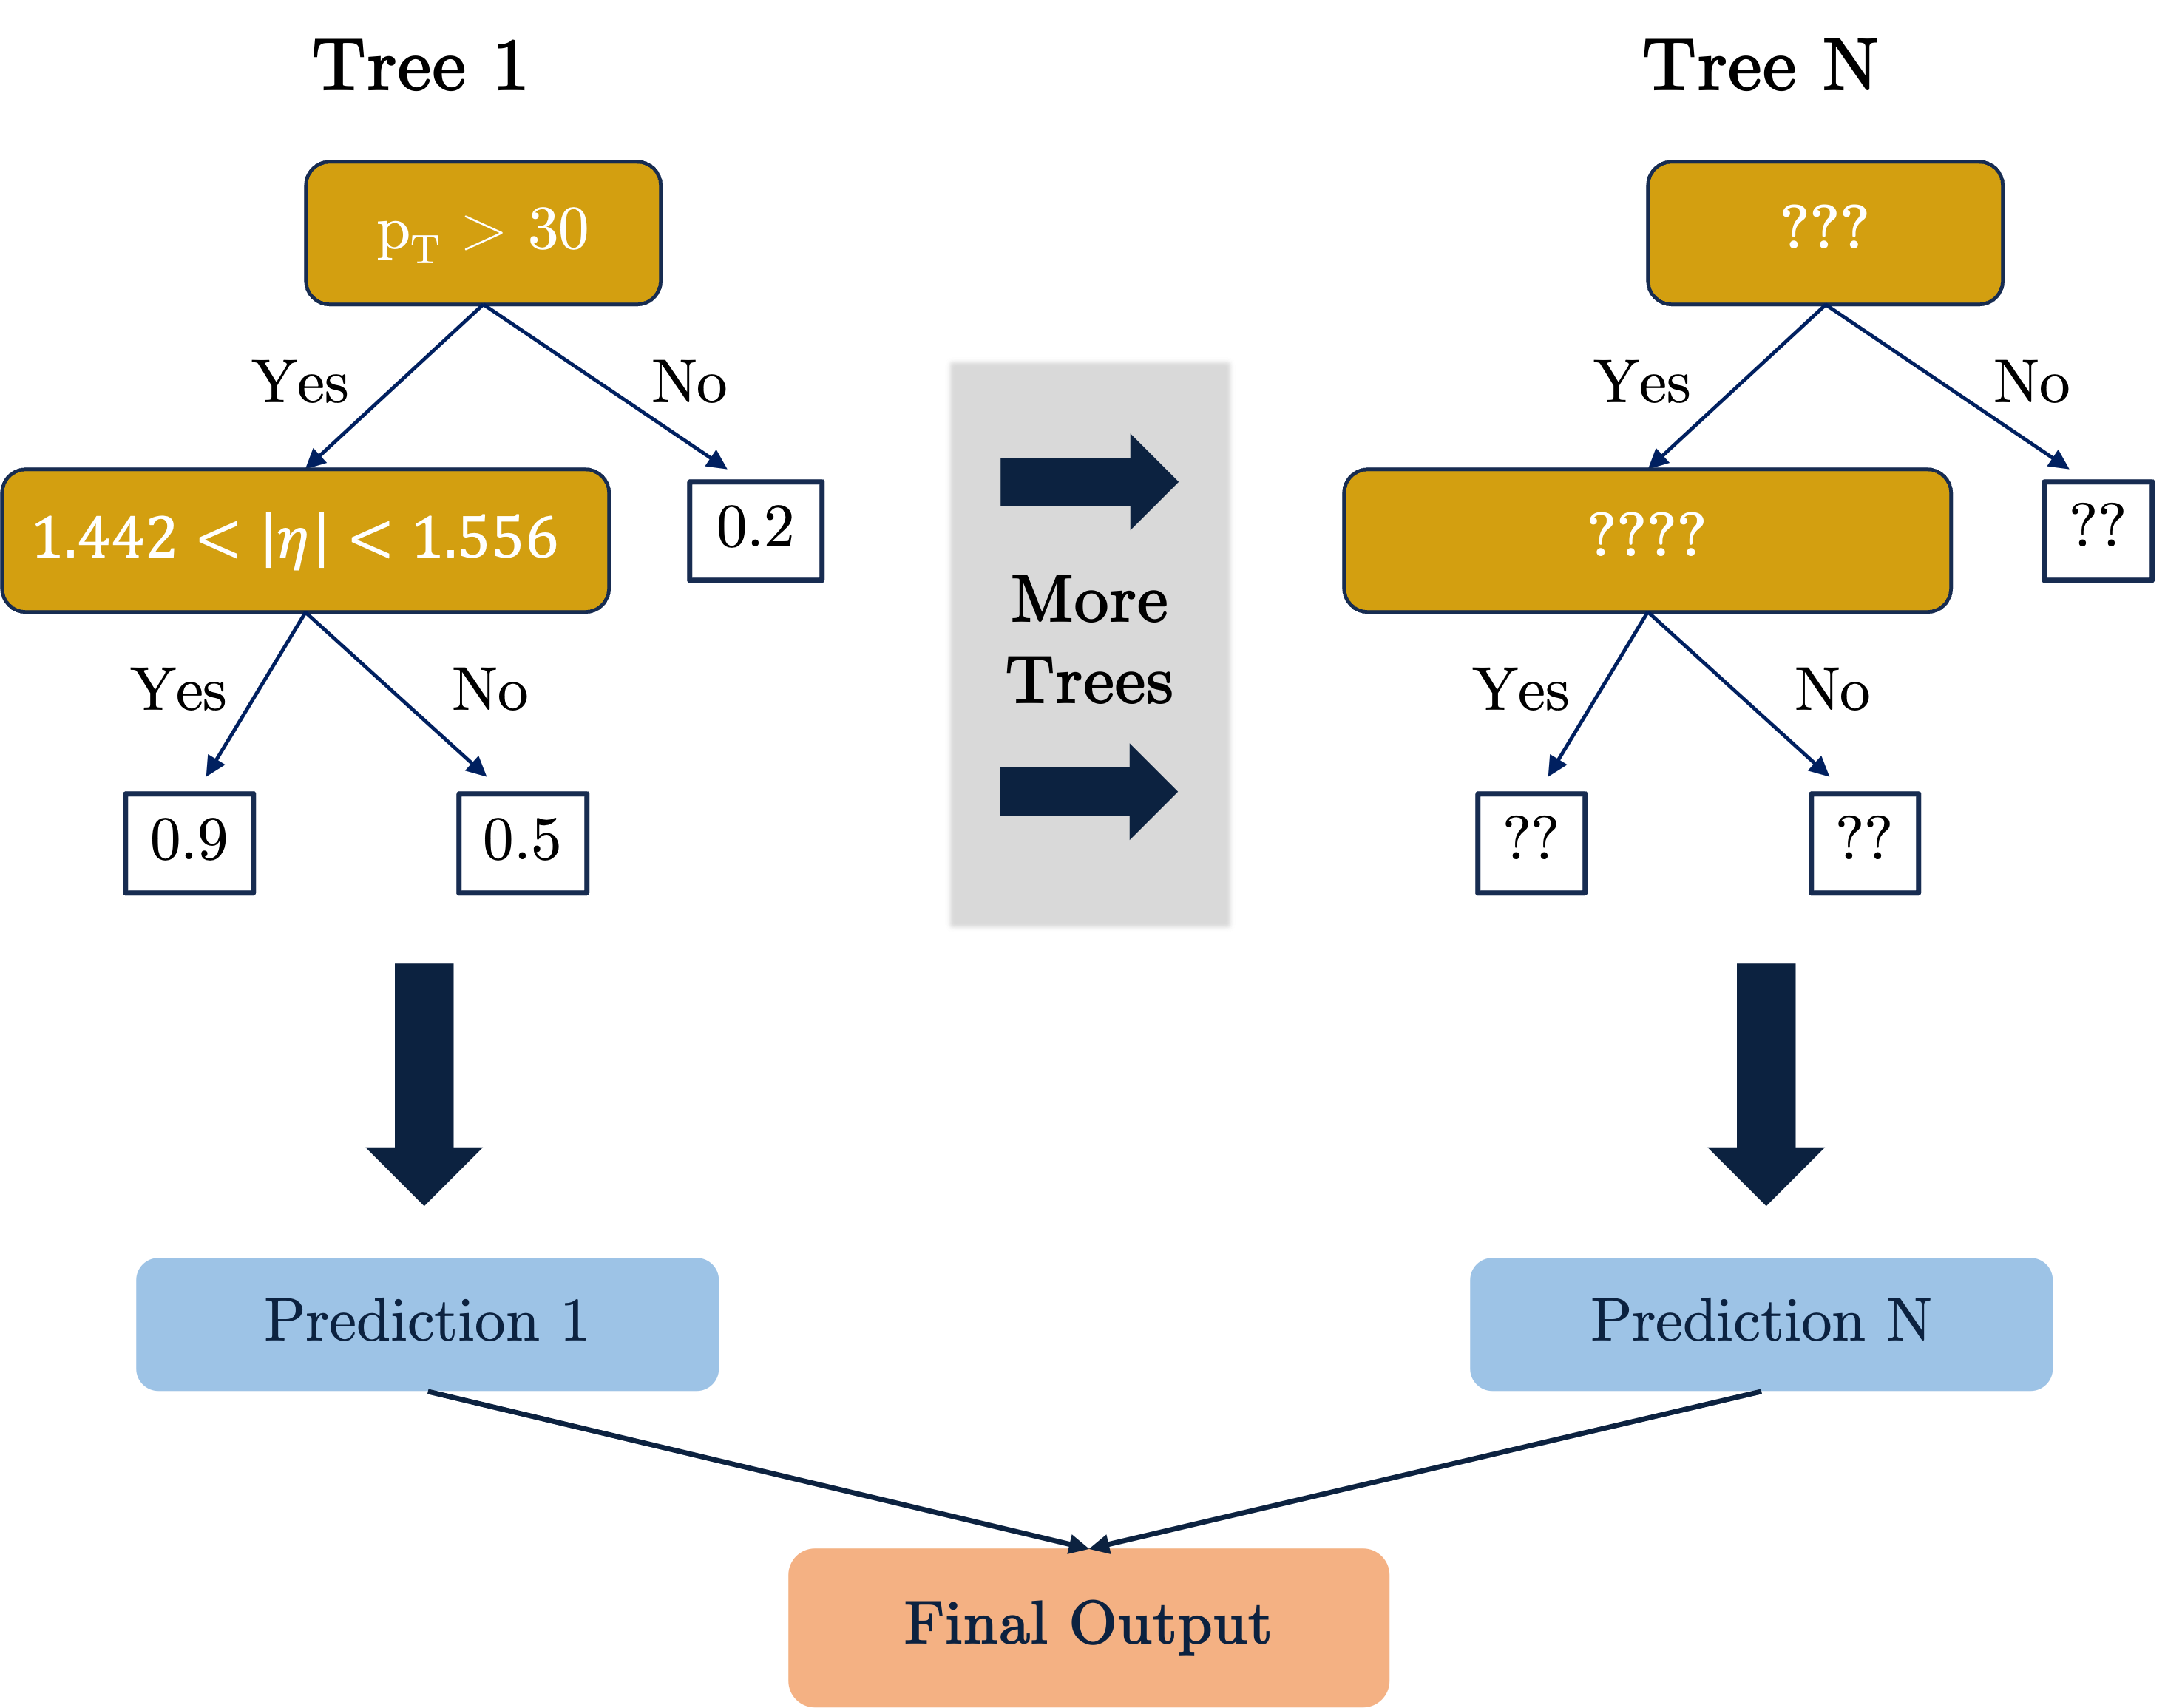 Tree 1
Tree N
p_T > 30
???
Yes
No
Yes
No
1.442 < |η| < 1.556
0.2
More
Trees
????
??
Yes
No
Yes
No
0.9
0.5
??
??
Prediction 1
Prediction N
Final Output